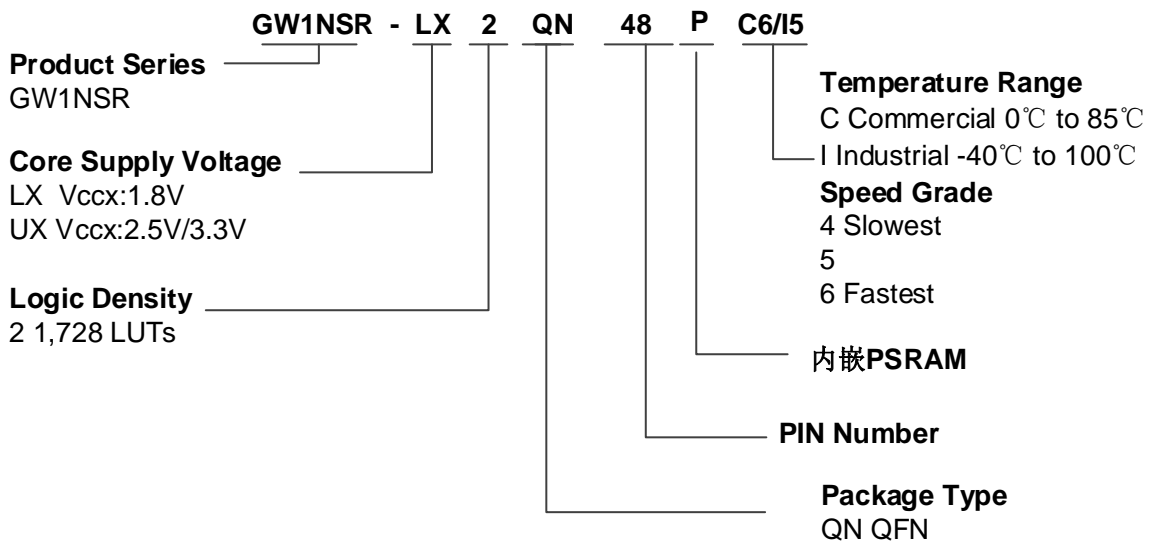 GW1NSR - LX 2 QN 48 P C6/I5
Product Series
GW1NSR
Core Supply Voltage
LX Vccx:1.8V
UX Vccx:2.5V/3.3V
Logic Density
2 1,728 LUTs
Temperature Range
C Commercial 0℃ to 85℃
I Industrial -40℃ to 100℃
Speed Grade
4 Slowest
5
6 Fastest
内嵌PSRAM
PIN Number
Package Type
QN QFN